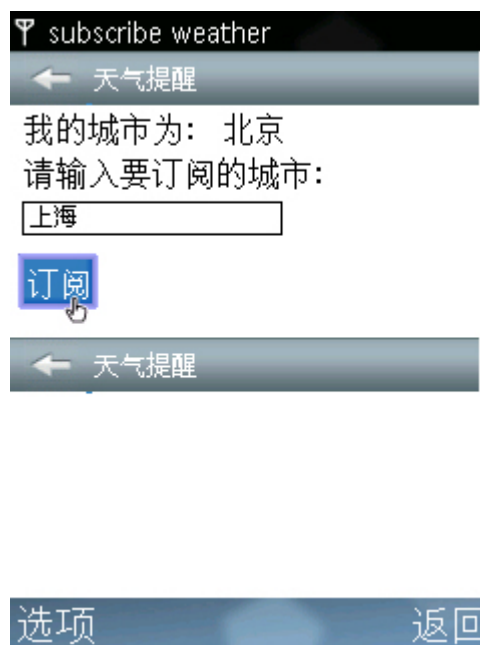 subscribe weather
天气提醒
我的城市为: 北京
请输入要订阅的城市:
上海
订阅
天气提醒
选项 返回